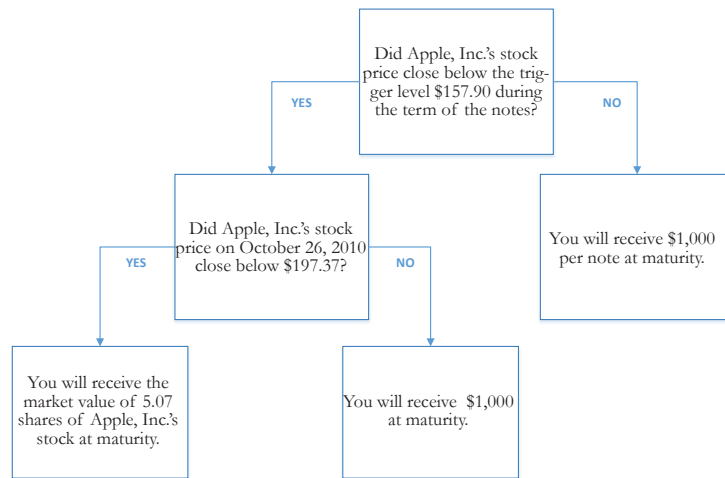 Did Apple, Inc.'s stock
price close below the trig-
ger level $157.90 during
the term of the notes?
YES
NO
Did Apple, Inc.'s stock
price on October 26, 2010
close below $197.37?
You will receive $1,000
per note at maturity.
YES
NO
You will receive the
market value of 5.07
shares of Apple, Inc.'s
stock at maturity.
You will receive $1,000
at maturity.